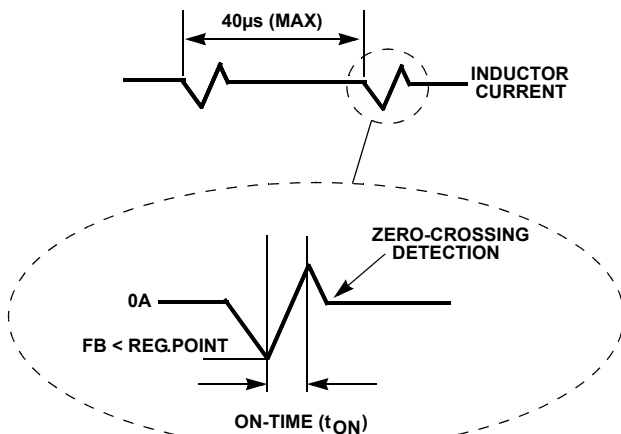 40µs (MAX)
INDUCTOR
CURRENT
ZERO-CROSSING
DETECTION
0A
FB < REG.POINT
ON-TIME (tON)